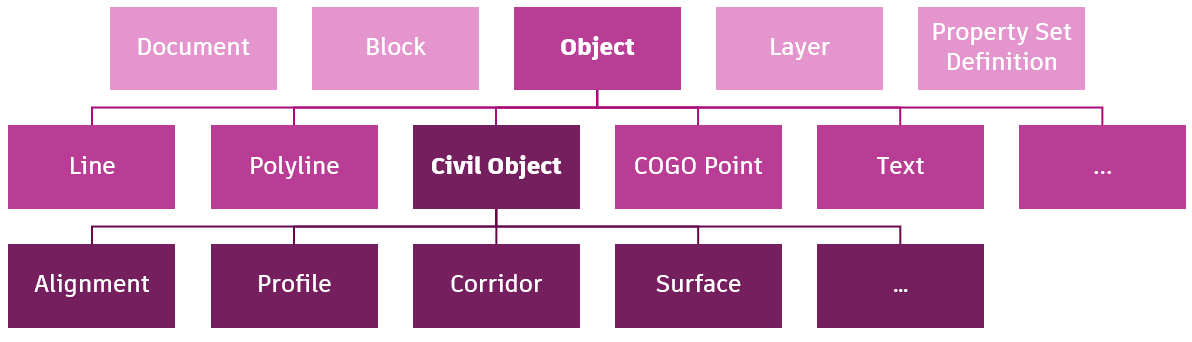 Document
Block
Object
Layer
Property Set
Definition
Line
Polyline
Civil Object
COGO Point
Text
...
Alignment
Profile
Corridor
Surface
...